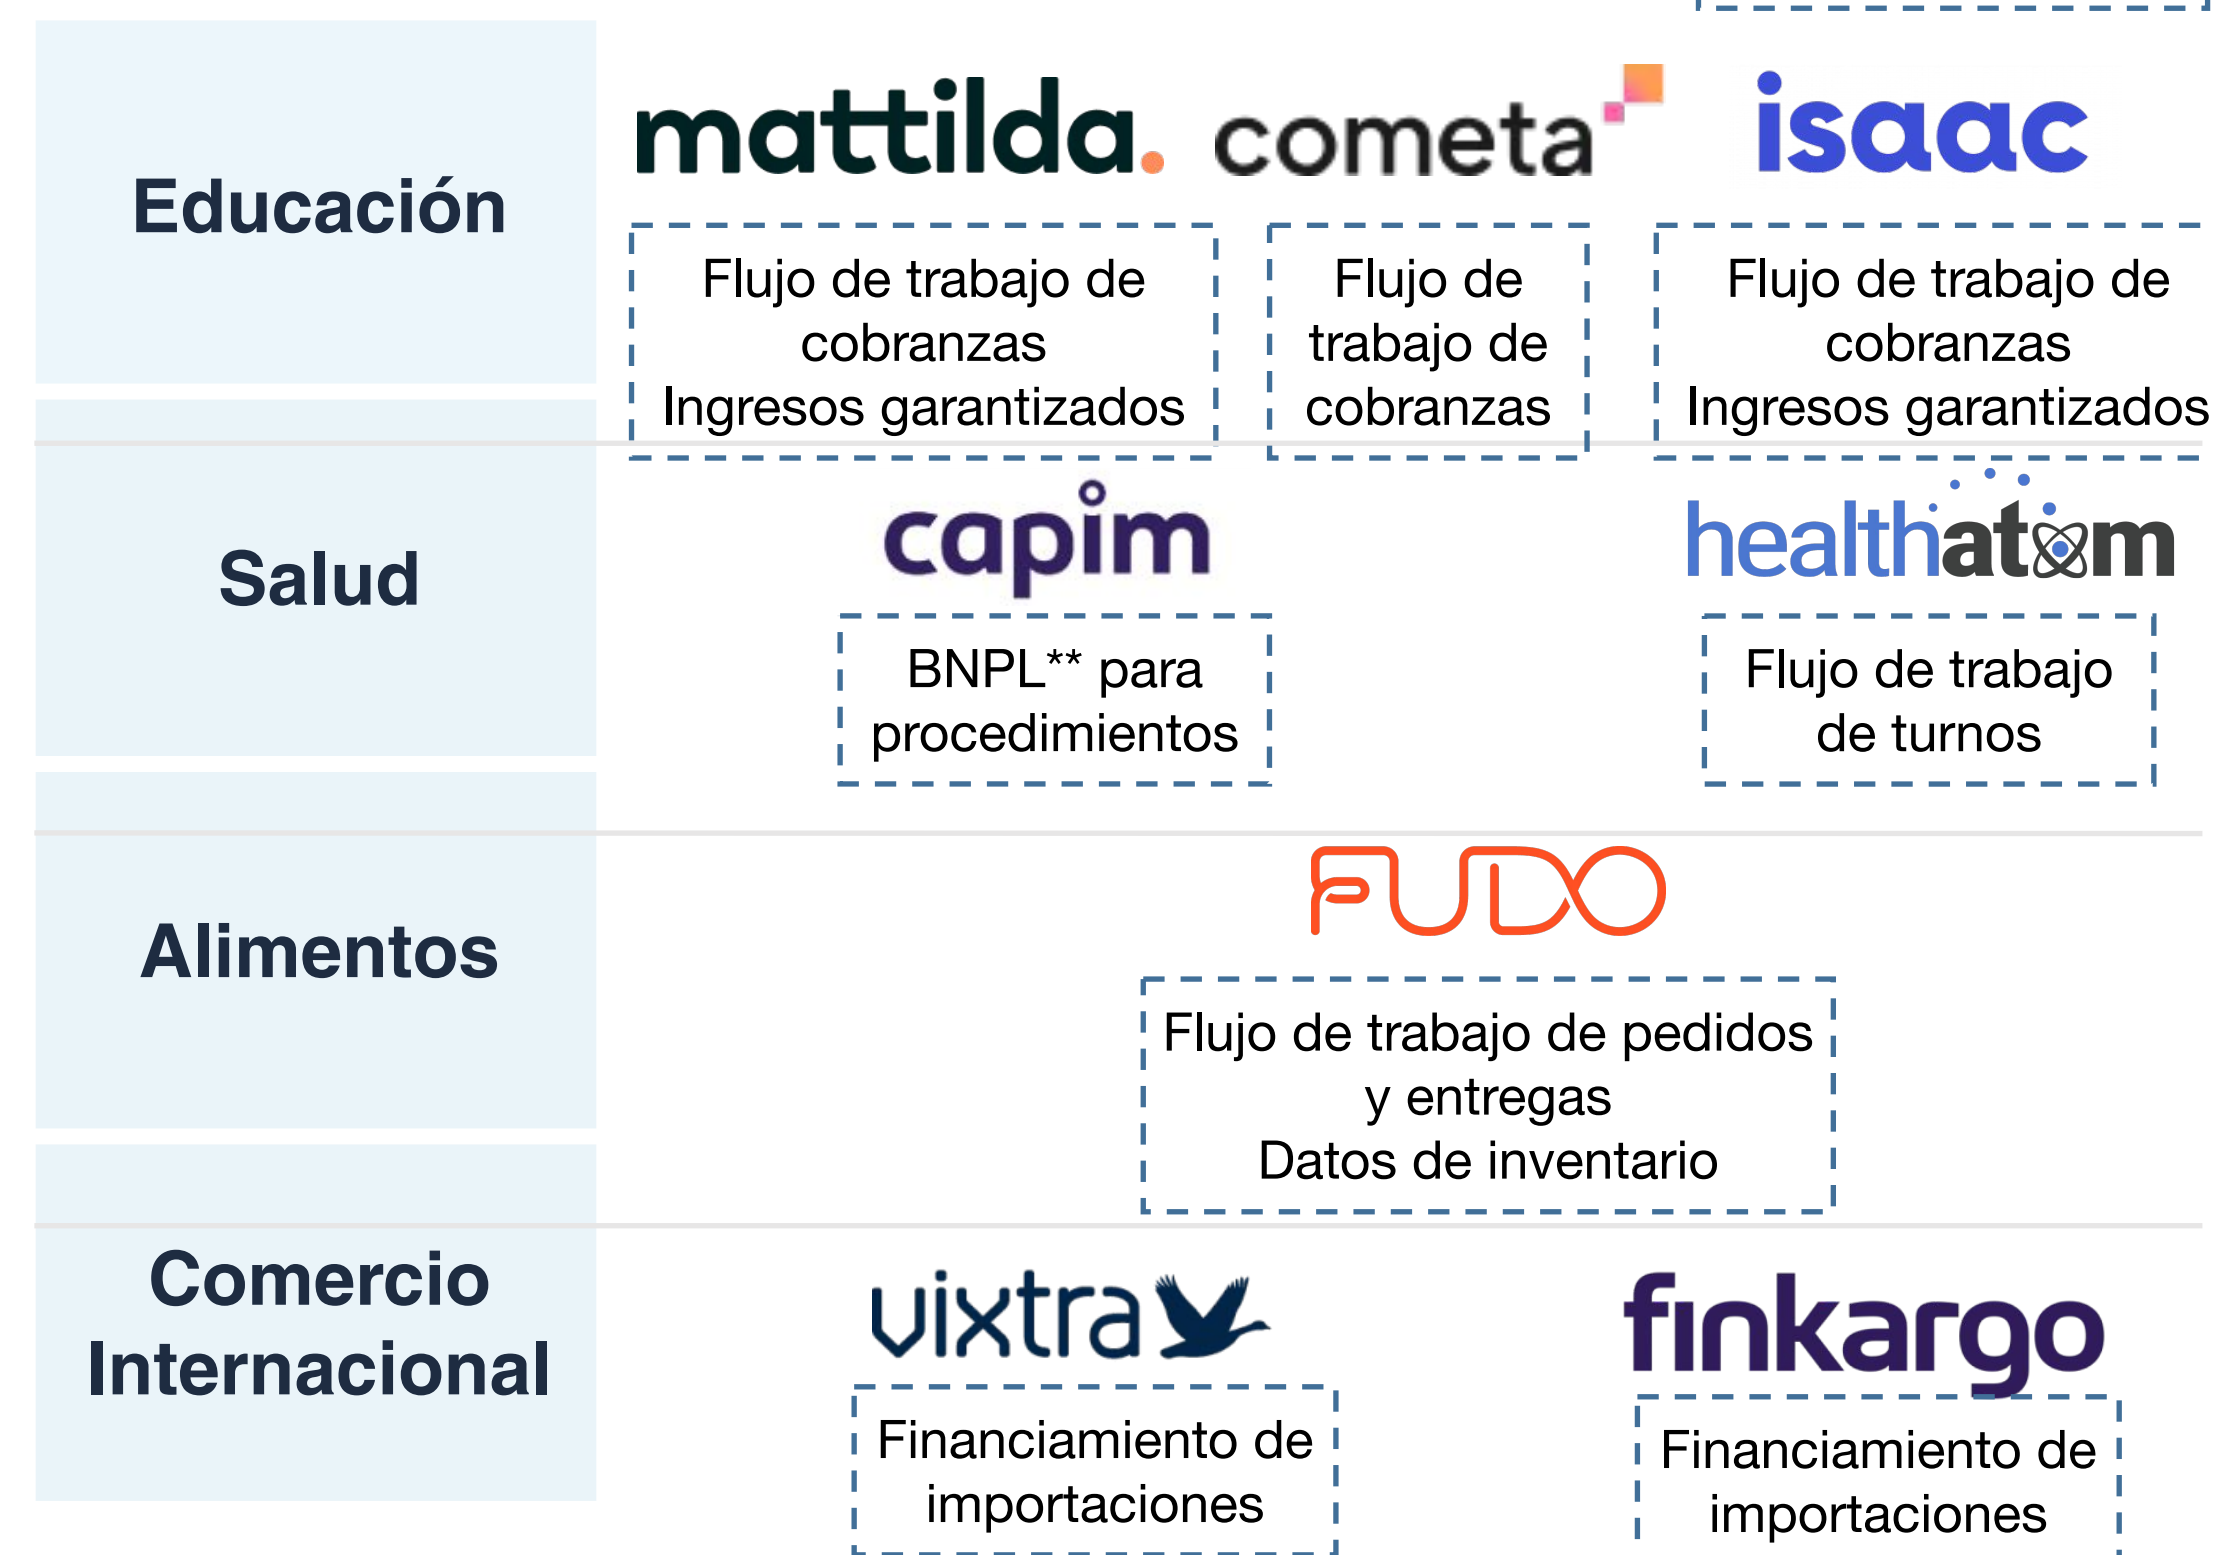 Educación
mattilda.
cometa
isaac
Flujo de trabajo de
cobranzas
Ingresos garantizados
Flujo de
trabajo de
cobranzas
Flujo de trabajo de
cobranzas
Ingresos garantizados
Salud
capim
healthatom
BNPL** para
procedimientos
Flujo de trabajo
de turnos
Alimentos
FUDO
Flujo de trabajo de pedidos
y entregas
Datos de inventario
Comercio
Internacional
vixtra
finkargo
Financiamiento de
importaciones
Financiamiento de
importaciones